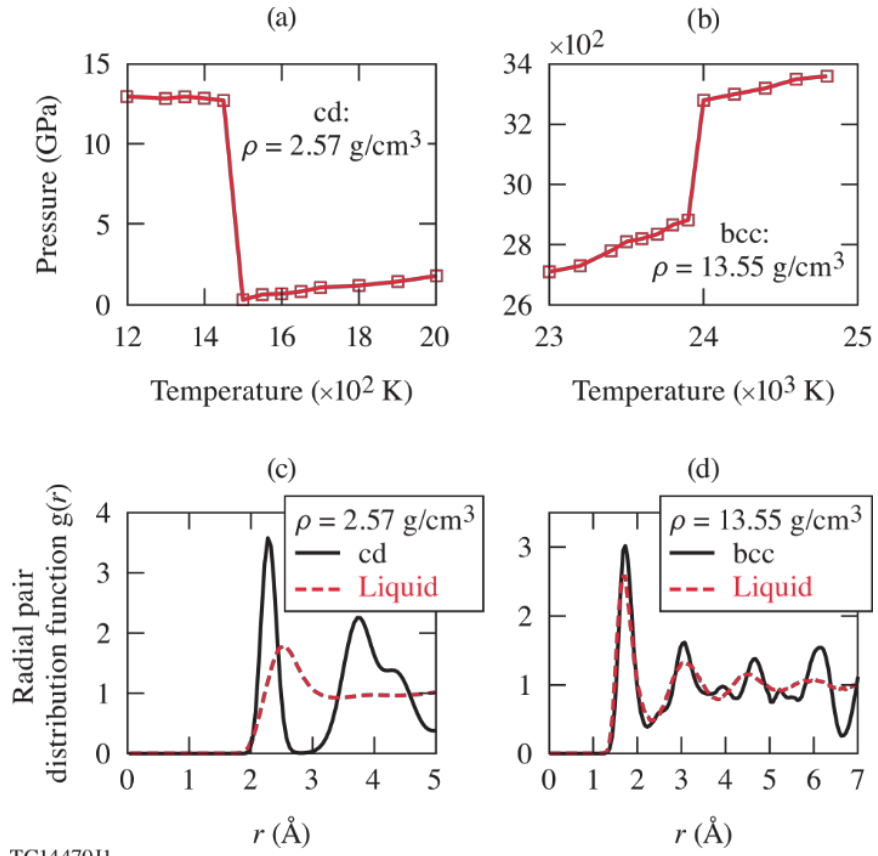 (a)
15
10
5
0
Pressure (GPa)
cd:
ρ = 2.57 g/cm³
12 14 16 18 20
Temperature (×10² K)
(b)
×10²
34
32
30
28
26
bcc:
ρ = 13.55 g/cm³
23 24 25
Temperature (×10³ K)
(c)
Radial pair
distribution function g(r)
4
3
2
1
0
ρ = 2.57 g/cm³
cd
Liquid
0 1 2 3 4 5
r (Å)
(d)
3
2
1
0
ρ = 13.55 g/cm³
bcc
Liquid
0 1 2 3 4 5 6 7
r (Å)